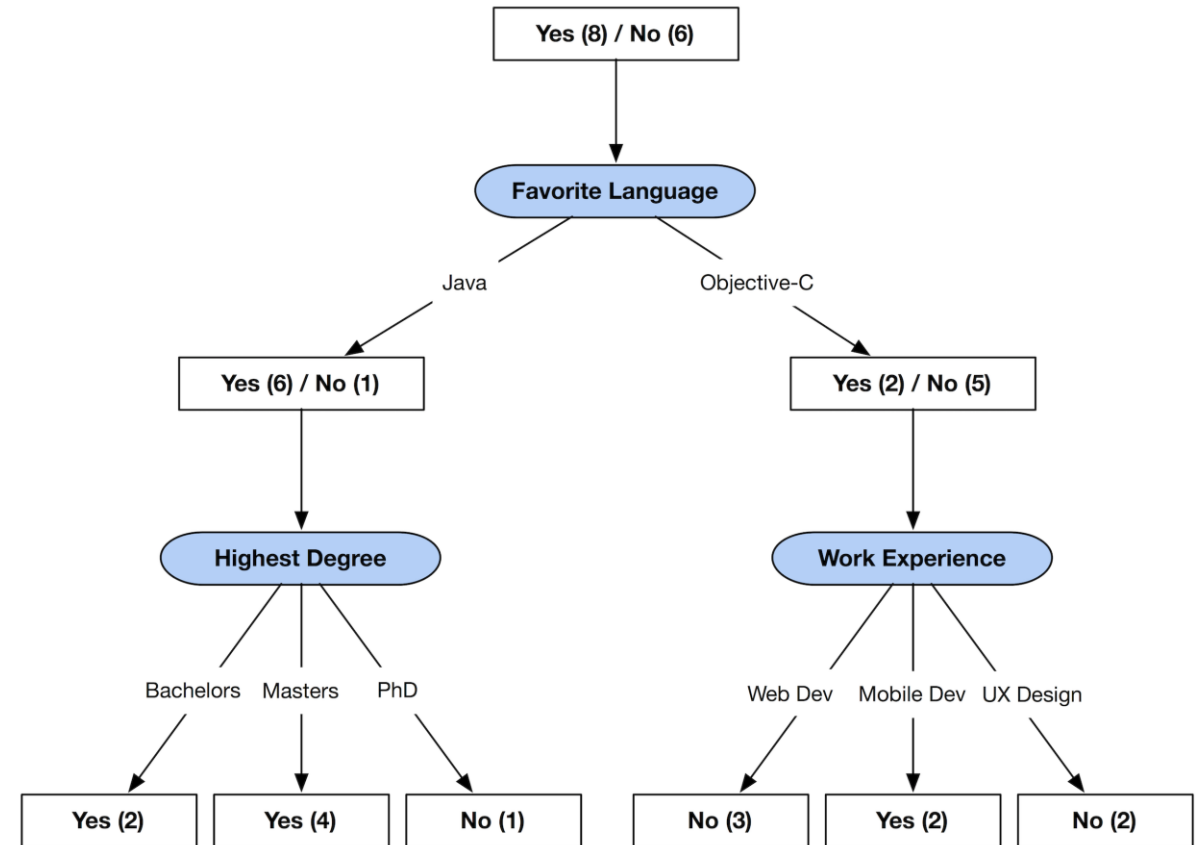 Yes (8) / No (6)
Favorite Language
Java
Objective-C
Yes (6) / No (1)
Yes (2) / No (5)
Highest Degree
Work Experience
Bachelors
Masters
PhD
Web Dev
Mobile Dev
UX Design
Yes (2)
Yes (4)
No (1)
No (3)
Yes (2)
No (2)